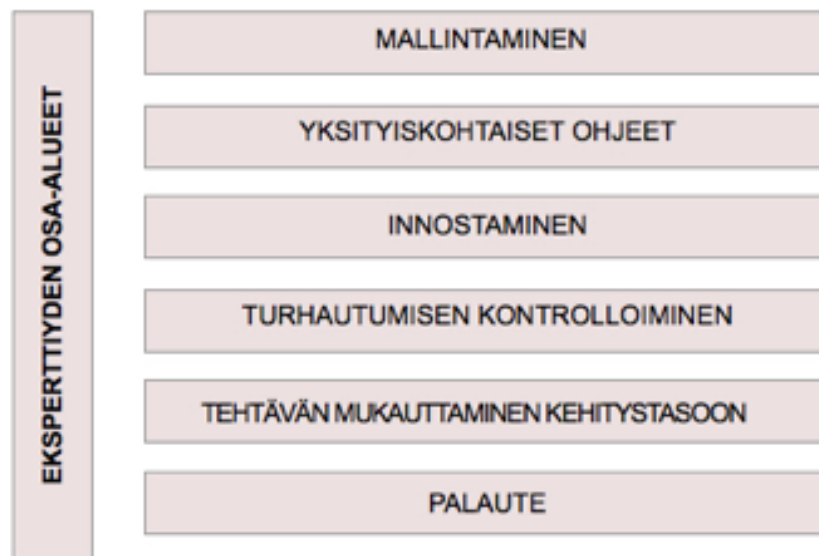 EKSPERTTIYDEN OSA-ALUEET
MALLINTAMINEN
YKSITYISKOHTAISET OHJEET
INNOSTAMINEN
TURHAUTUMISEN KONTROLLOIMINEN
TEHTÄVÄN MUKAUTTAMINEN KEHITYSTASOON
PALAUTE